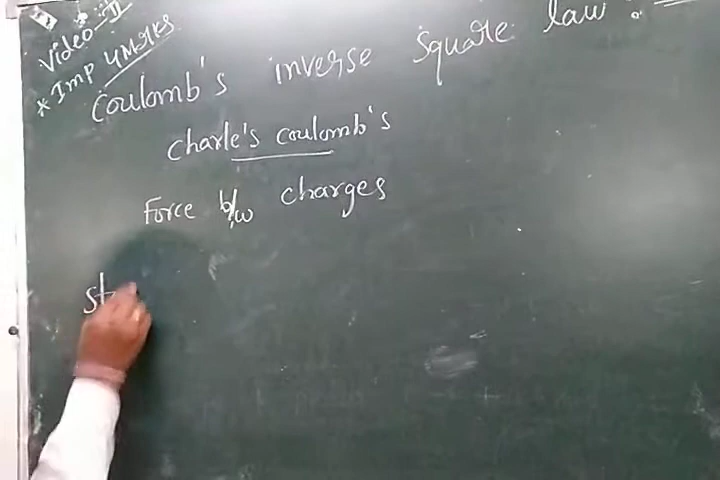 Video-II
* Imp 4Marks
Coulomb's inverse square law.
Charle's Coulomb's
Force b/w charges
St